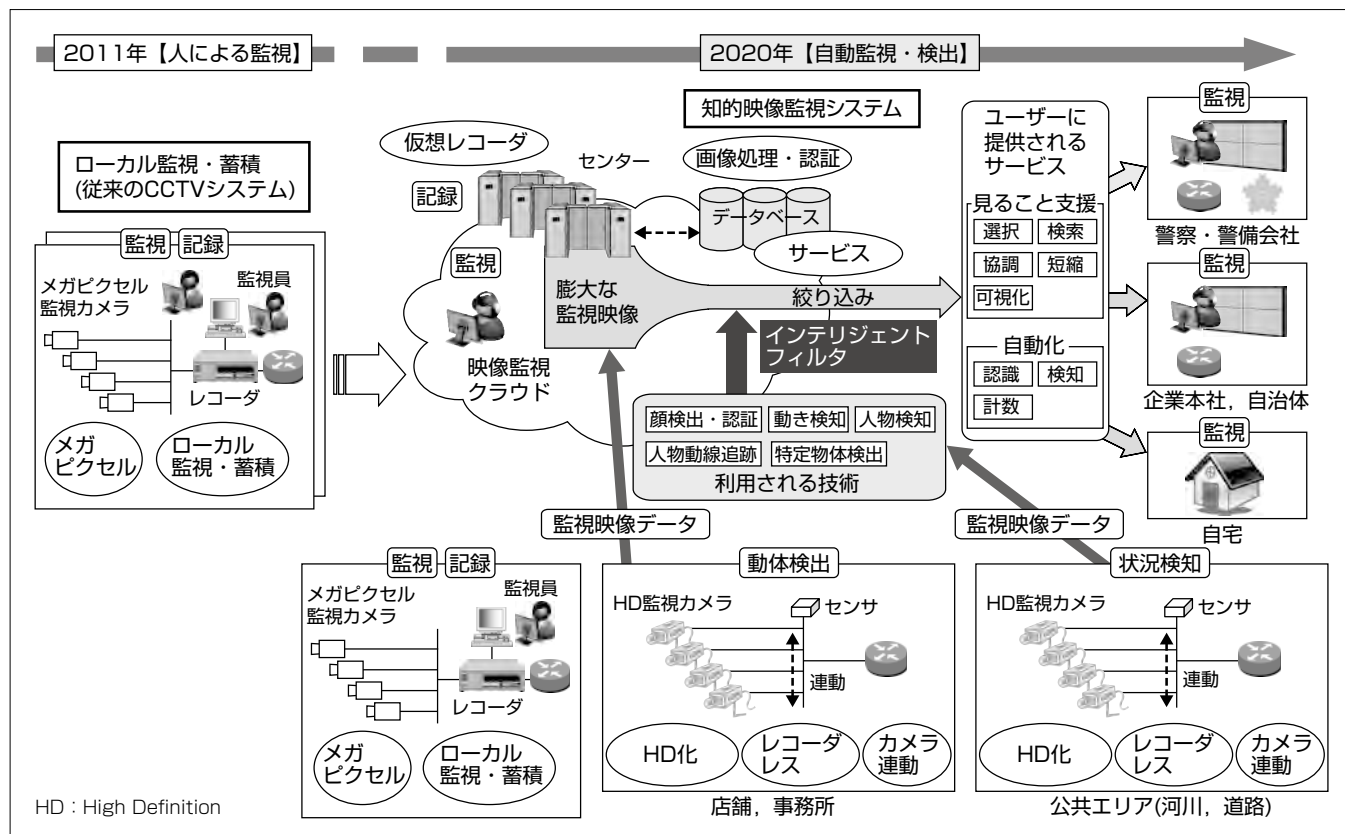 2011年【人による監視】
2020年【自動監視・検出】
ローカル監視・蓄積
(従来のCCTVシステム)
監視
記録
メガピクセル
監視カメラ
監視員
レコーダ
メガ
ピクセル
ローカル
監視・蓄積
知的映像監視システム
仮想レコーダ
センター
画像処理・認証
記録
データベース
監視
サービス
膨大な
監視映像
絞り込み
映像監視
クラウド
インテリジェント
フィルタ
顔検出・認証
動き検知
人物検知
人物動線追跡
特定物体検出
利用される技術
ユーザーに
提供される
サービス
見ること支援
選択
検索
協調
短縮
可視化
自動化
認識
検知
計数
監視
警察・警備会社
監視
企業本社，自治体
監視
自宅
監視映像データ
監視映像データ
監視
記録
メガピクセル
監視カメラ
監視員
レコーダ
メガ
ピクセル
ローカル
監視・蓄積
動体検出
HD監視カメラ
センサ
連動
HD化
レコーダ
レス
カメラ
連動
店舗，事務所
状況検知
HD監視カメラ
センサ
連動
HD化
レコーダ
レス
カメラ
連動
公共エリア(河川，道路)
HD：High Definition